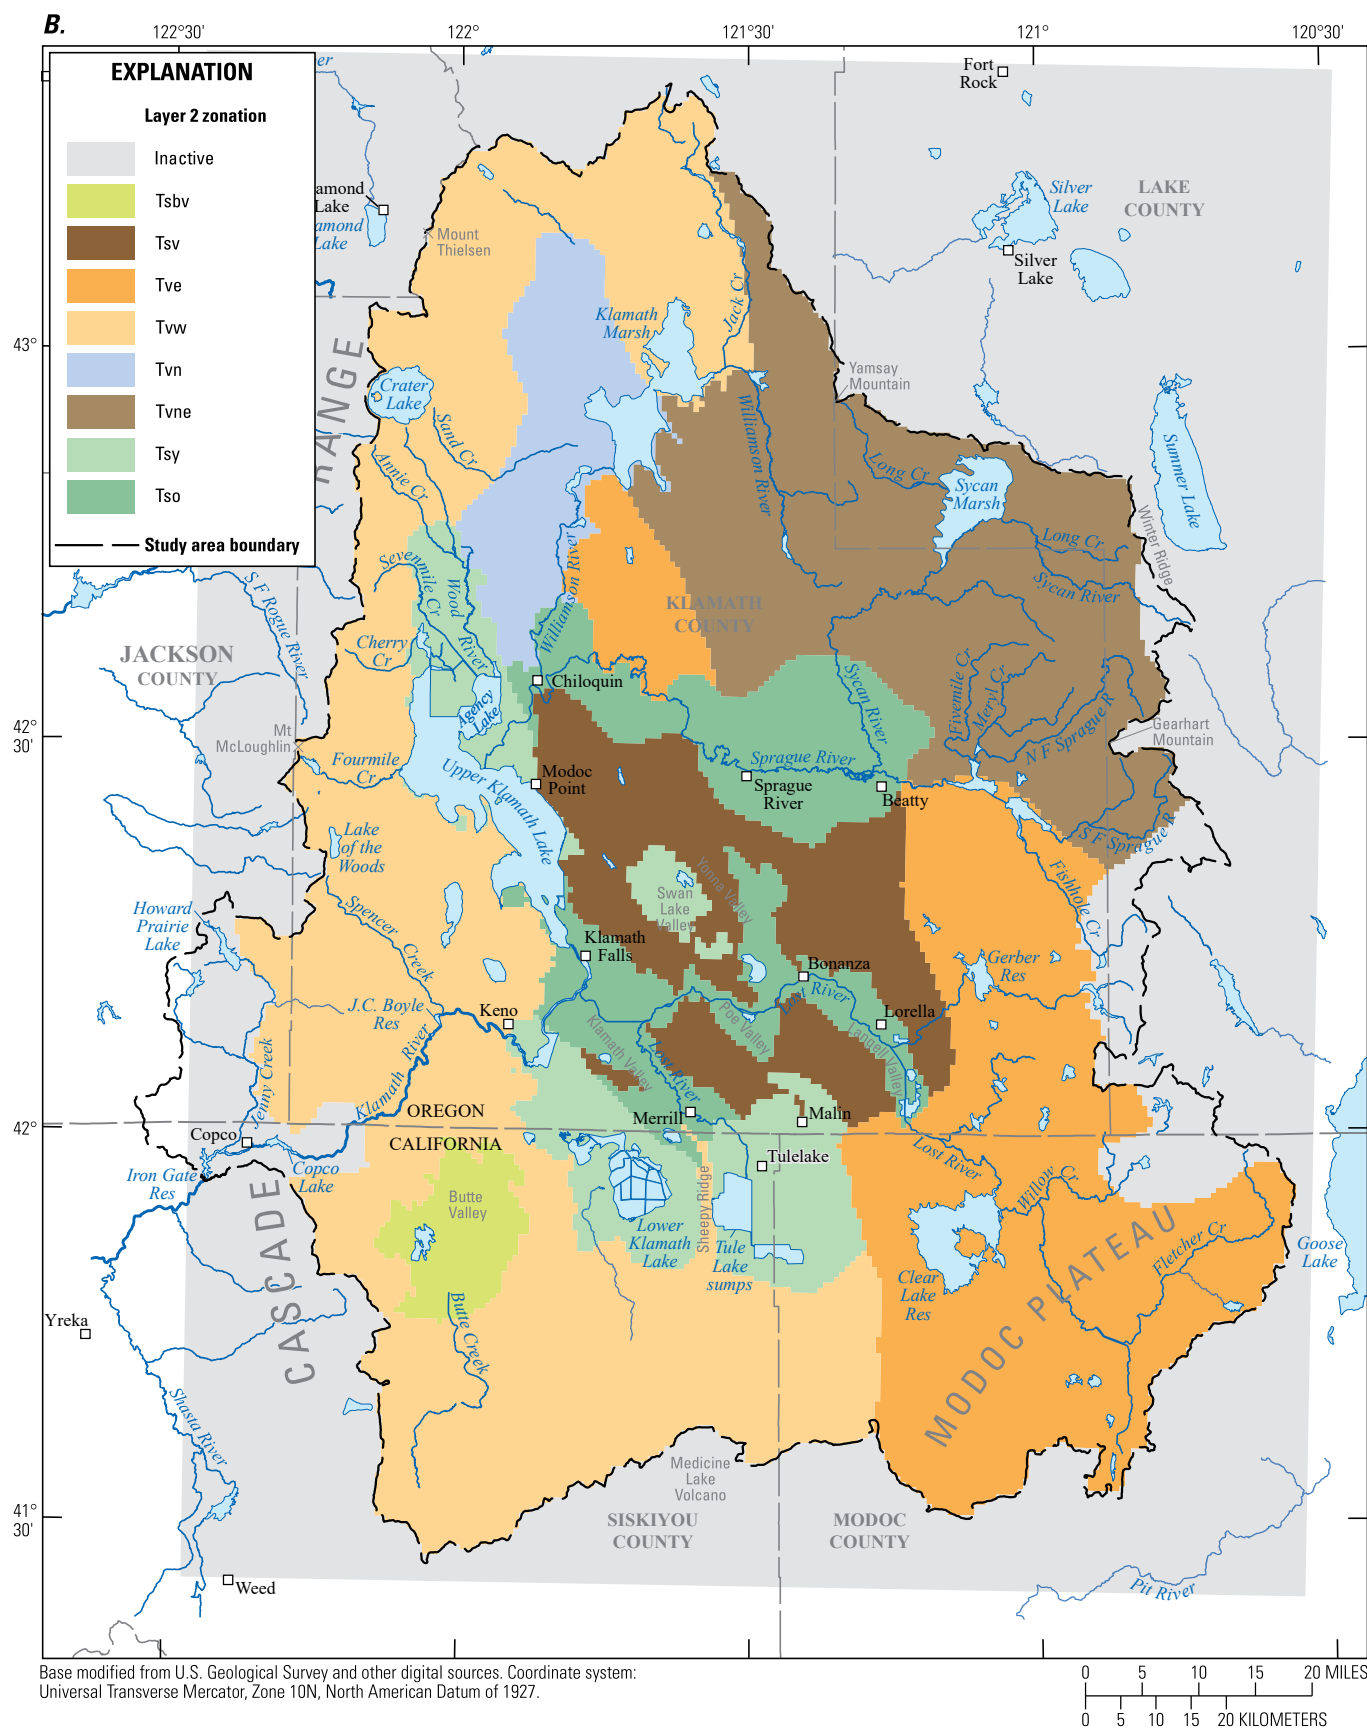 B.
122°30'
122°
121°30'
121°
120°30'
EXPLANATION
Layer 2 zonation
Inactive
Tsbv
Tsv
Tve
Tvw
Tvn
Tvne
Tsy
Tso
Study area boundary
er
amond
Lake
amond
Lake
Fort
Rock
Silver
Lake
LAKE
COUNTY
Silver
Lake
Mount
Thielsen
Jack Cr
Klamath
Marsh
43°
RANGE
Yamsay
Mountain
Crater
Lake
Sand Cr
Williamson River
Annie Cr
Long Cr
Sycan
Marsh
Summer Lake
Winter Ridge
Long Cr
Sycan River
Sevenmile Cr
Wood
River
Williamson River
S F Rogue River
KLAMATH
COUNTY
JACKSON
COUNTY
Cherry
Cr
Chiloquin
Agency
Lake
Sycan River
Fivemile Cr
Meryl Cr
N F Sprague R
Gearhart
Mountain
42°
30'
Mt
McLoughlin
Fourmile
Cr
Upper Klamath Lake
Modoc
Point
Sprague River
Sprague
River
Beatty
S F Sprague R
Lake
of the
Woods
Fishhole Cr
Yonna Valley
Swan
Lake
Valley
Spencer Creek
Howard
Prairie
Lake
Klamath
Falls
Bonanza
Gerber
Res
Lost River
J.C. Boyle
Res
Keno
Lorella
Poe Valley
Langell Valley
Klamath Valley
Lost River
Jenny Creek
Klamath River
OREGON
Merrill
Malin
42°
Copco
CALIFORNIA
Tulelake
Lost River
Iron Gate
Res
Copco
Lake
Willow Cr
Butte
Valley
Sheepy Ridge
Lower
Klamath
Lake
Tule
Lake
sumps
Fletcher Cr
Goose
Lake
Clear
Lake
Res
CASCADE
MODOC PLATEAU
Yreka
Butte Creek
Shasta River
Medicine
Lake
Volcano
SISKIYOU
COUNTY
MODOC
COUNTY
41°
30'
Weed
Pit River
Base modified from U.S. Geological Survey and other digital sources. Coordinate system:
Universal Transverse Mercator, Zone 10N, North American Datum of 1927.
0 5 10 15 20 MILES
0 5 10 15 20 KILOMETERS